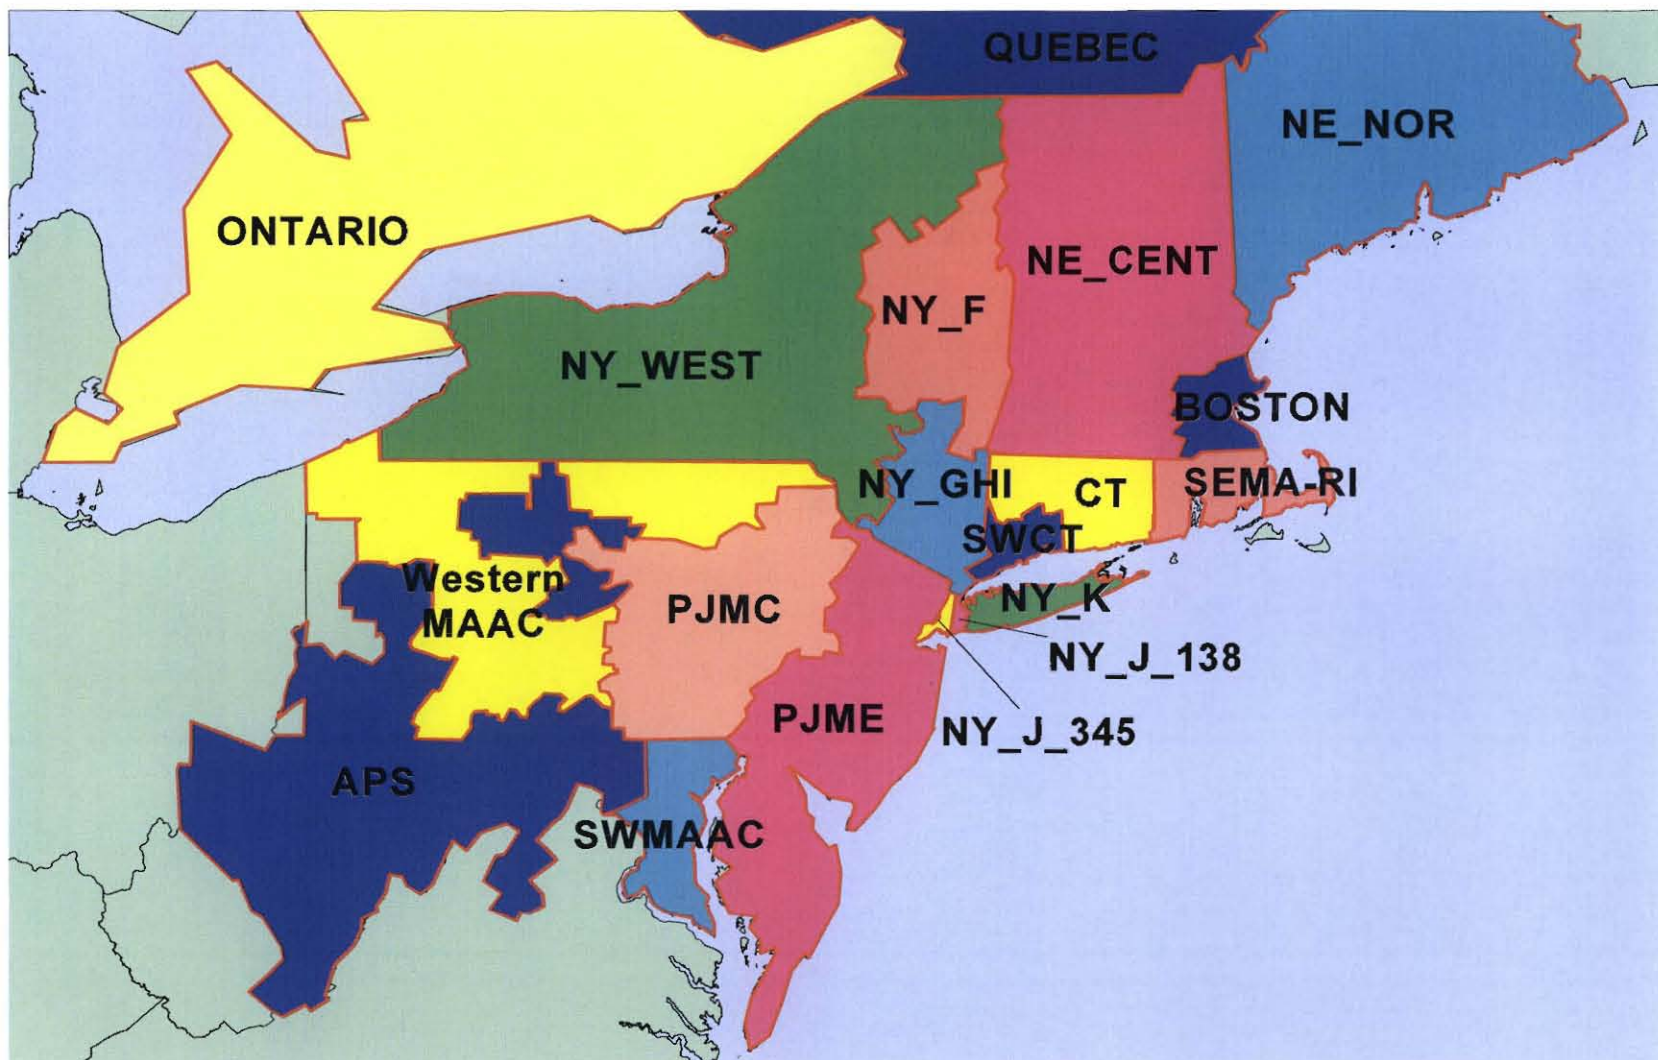 QUEBEC
NE_NOR
ONTARIO
NE_CENT
NY_F
NY_WEST
BOSTON
NY_GHI
CT
SEMA-RI
SWCT
Western
MAAC
PJMC
NY_K
NY_J_138
PJME
NY_J_345
APS
SWMAAC